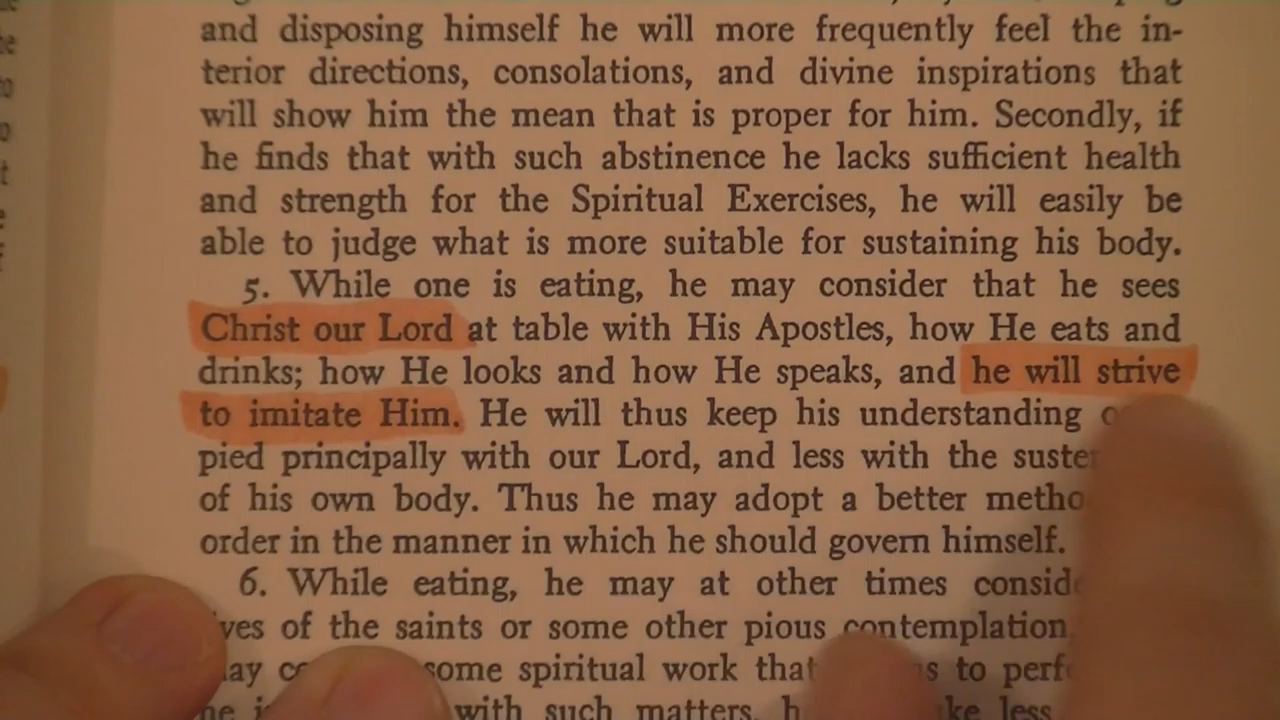 and disposing himself he will more frequently feel the in-
terior directions, consolations, and divine inspirations that
will show him the mean that is proper for him. Secondly, if
he finds that with such abstinence he lacks sufficient health
and strength for the Spiritual Exercises, he will easily be
able to judge what is more suitable for sustaining his body.
5. While one is eating, he may consider that he sees
Christ our Lord at table with His Apostles, how He eats and
drinks; how He looks and how He speaks, and he will strive
to imitate Him. He will thus keep his understanding
pied principally with our Lord, and less with the
of his own body. Thus he may adopt a better
order in the manner in which he should govern himself.
6. While eating, he may at other times
of the saints or some other pious contemplation,
some spiritual work that to
with such matters, less